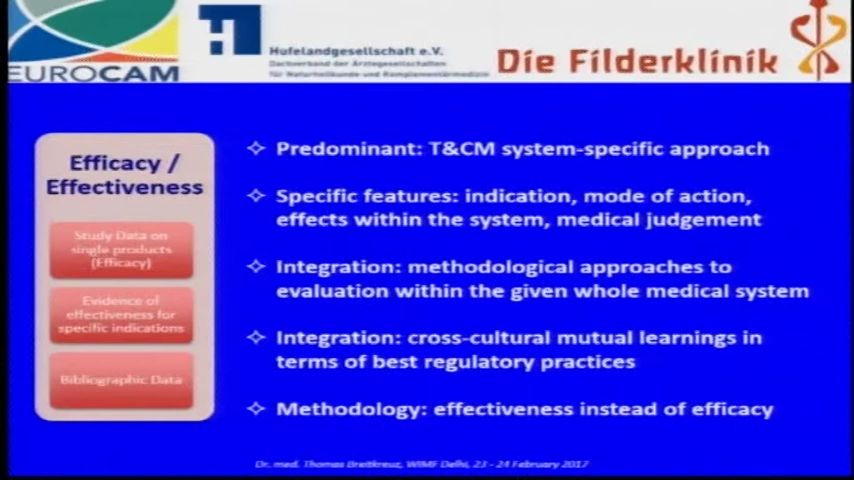 EUROCAM
H
Hufelandgesellschaft e.V.
Dachverband der Ärztegesellschaften
für Naturheilkunde und Komplementärmedizin
Die Filderklinik
Efficacy /
Effectiveness
Study Data on
single products
(Efficacy)
Evidence of
effectiveness for
specific indications
Bibliographic Data
Predominant: T&CM system-specific approach
Specific features: indication, mode of action,
effects within the system, medical judgement
Integration: methodological approaches to
evaluation within the given whole medical system
Integration: cross-cultural mutual learnings in
terms of best regulatory practices
Methodology: effectiveness instead of efficacy
Dr. med. Thomas Breitkreuz, WIMF Delhi, 23 - 24 February 2017